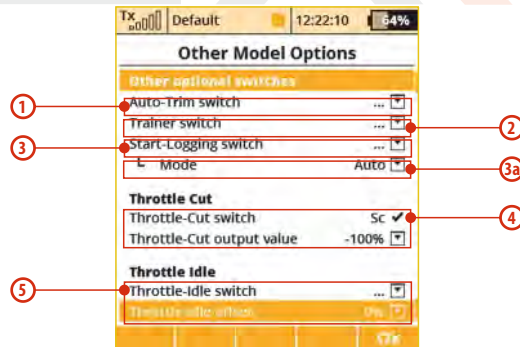 Tx Default 12:22:10 64%
Other Model Options
Other optional switches
1 Auto-Trim switch ...
Trainer switch ... 2
3 Start-Logging switch ...
Mode Auto 3a
Throttle Cut
Throttle-Cut switch Sc ✔ 4
Throttle-Cut output value -100%
Throttle Idle
5 Throttle-Idle switch ...
Throttle-Idle offset 0%
OK